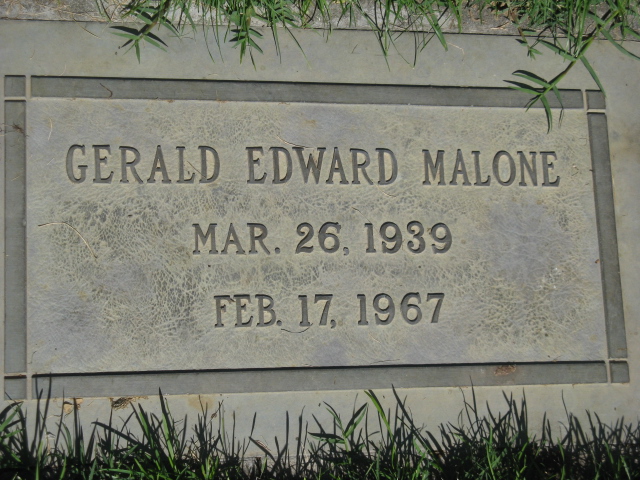 GERALD EDWARD MALONE
MAR. 26, 1939
FEB. 17, 1967